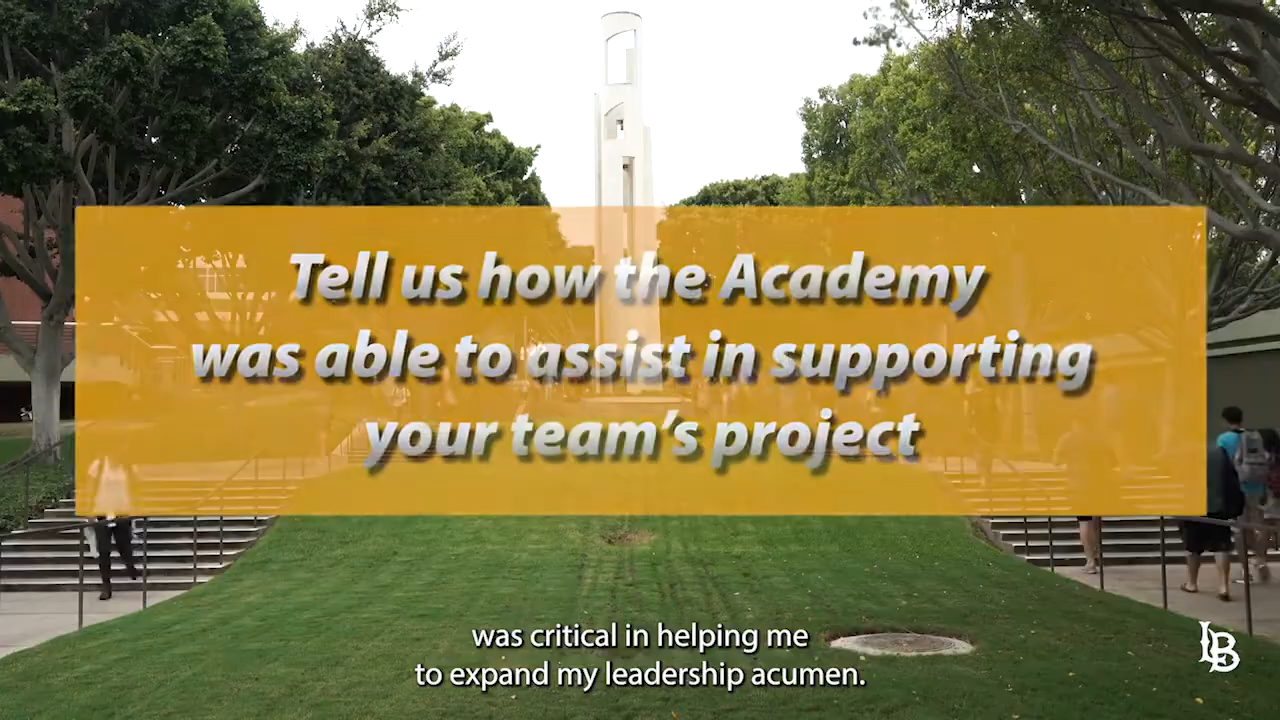 Tell us how the Academy
was able to assist in supporting
your team's project
was critical in helping me
to expand my leadership acumen.
LB